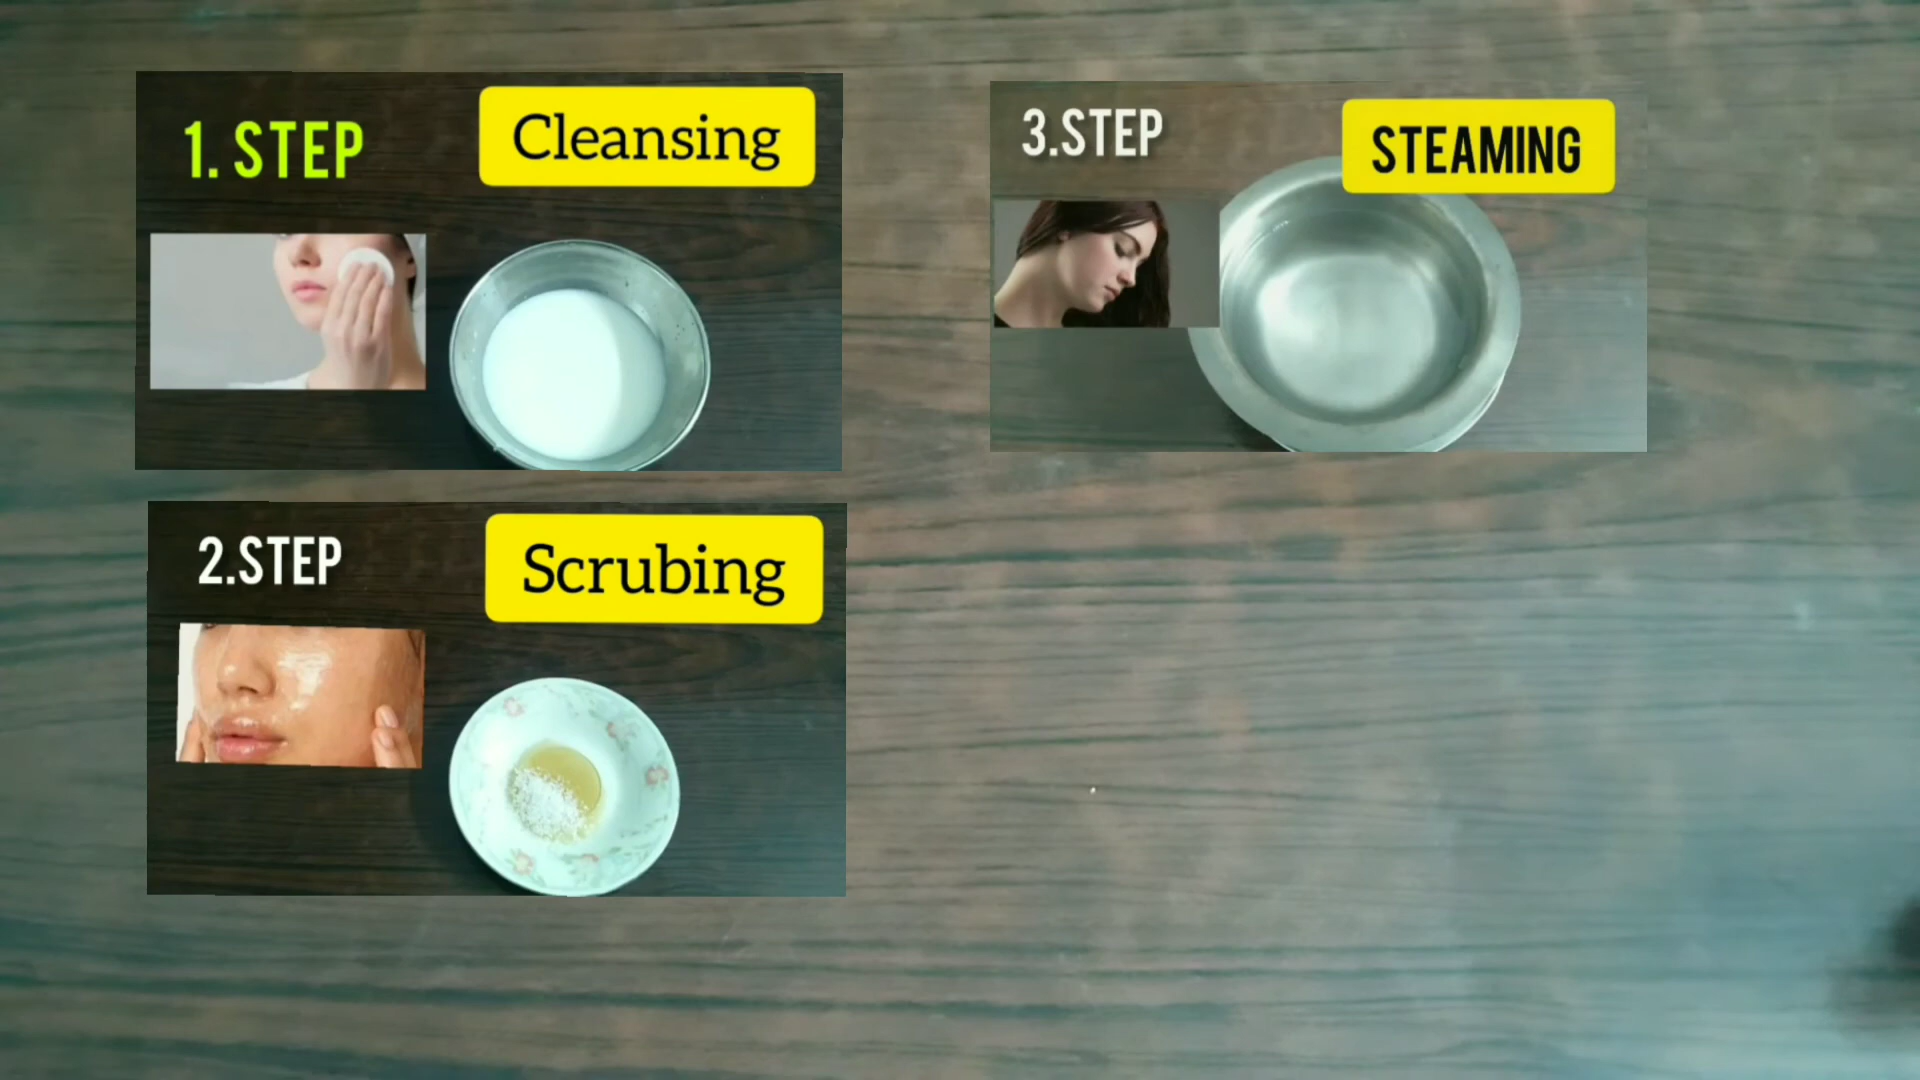 1. STEP
Cleansing
2.STEP
Scrubing
3.STEP
STEAMING